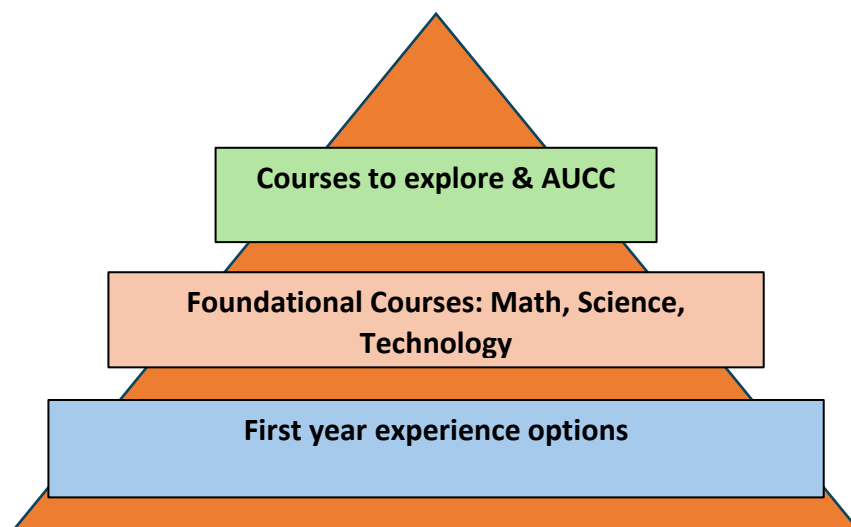 Courses to explore & AUCC
Foundational Courses: Math, Science,
Technology
First year experience options